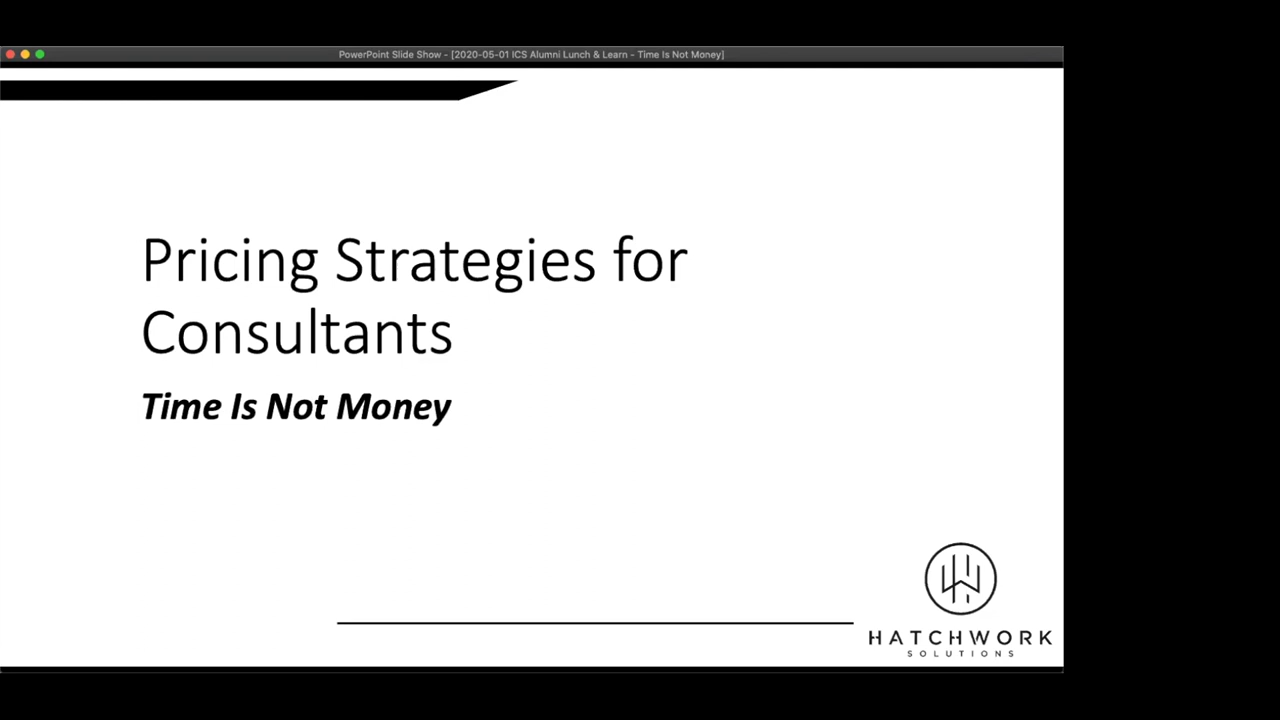 PowerPoint Slide Show - [2020-05-01 ICS Alumni Lunch & Learn - Time Is Not Money]
Pricing Strategies for
Consultants
Time Is Not Money
HATCHWORK
SOLUTIONS